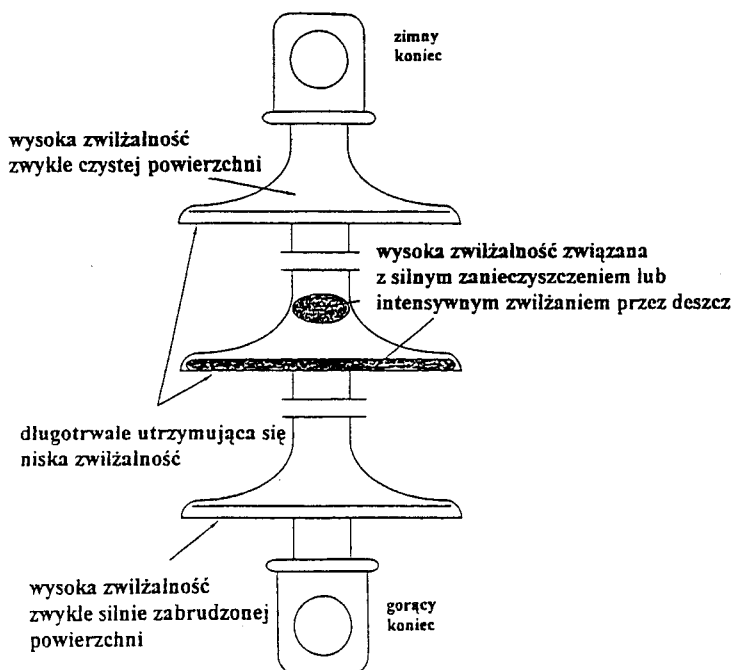 zimny
koniec
wysoka zwilżalność
zwykle czystej powierzchni
wysoka zwilżalność związana
z silnym zanieczyszczeniem lub
intensywnym zwilżaniem przez deszcz
długotrwale utrzymująca się
niska zwilżalność
wysoka zwilżalność
zwykle silnie zabrudzonej
powierzchni
gorący
koniec